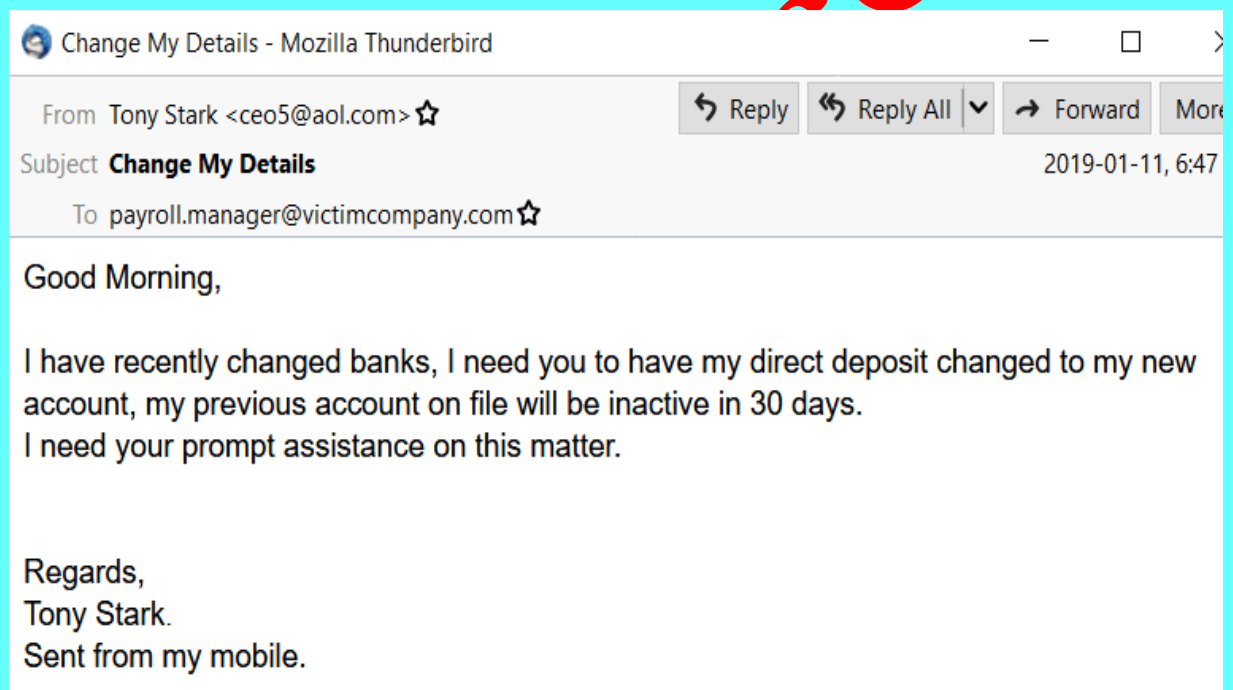 Change My Details - Mozilla Thunderbird
From Tony Stark <ceo5@aol.com>
Reply Reply All Forward More
Subject Change My Details
2019-01-11, 6:47
To payroll.manager@victimcompany.com
Good Morning,
I have recently changed banks, I need you to have my direct deposit changed to my new
account, my previous account on file will be inactive in 30 days.
I need your prompt assistance on this matter.
Regards,
Tony Stark.
Sent from my mobile.